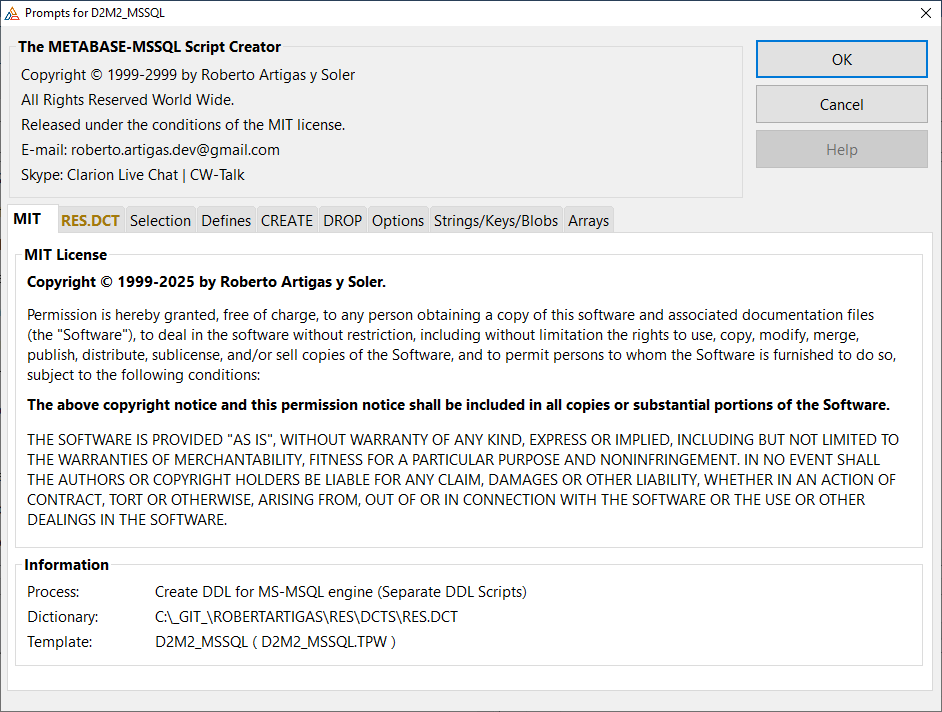 Prompts for D2M2_MSSQL
The METABASE-MSSQL Script Creator
Copyright © 1999-2999 by Roberto Artigas y Soler
All Rights Reserved World Wide.
Released under the conditions of the MIT license.
E-mail: roberto.artigas.dev@gmail.com
Skype: Clarion Live Chat | CW-Talk
OK
Cancel
Help
MIT RES.DCT Selection Defines CREATE DROP Options Strings/Keys/Blobs Arrays
MIT License
Copyright © 1999-2025 by Roberto Artigas y Soler.
Permission is hereby granted, free of charge, to any person obtaining a copy of this software and associated documentation files
(the "Software"), to deal in the software without restriction, including without limitation the rights to use, copy, modify, merge,
publish, distribute, sublicense, and/or sell copies of the Software, and to permit persons to whom the Software is furnished to do so,
subject to the following conditions:
The above copyright notice and this permission notice shall be included in all copies or substantial portions of the Software.
THE SOFTWARE IS PROVIDED "AS IS", WITHOUT WARRANTY OF ANY KIND, EXPRESS OR IMPLIED, INCLUDING BUT NOT LIMITED TO
THE WARRANTIES OF MERCHANTABILITY, FITNESS FOR A PARTICULAR PURPOSE AND NONINFRINGEMENT. IN NO EVENT SHALL
THE AUTHORS OR COPYRIGHT HOLDERS BE LIABLE FOR ANY CLAIM, DAMAGES OR OTHER LIABILITY, WHETHER IN AN ACTION OF
CONTRACT, TORT OR OTHERWISE, ARISING FROM, OUT OF OR IN CONNECTION WITH THE SOFTWARE OR THE USE OR OTHER
DEALINGS IN THE SOFTWARE.
Information
Process: Create DDL for MS-MSQL engine (Separate DDL Scripts)
Dictionary: C:\_GIT_\ROBERTARTIGAS\RES\DCTS\RES.DCT
Template: D2M2_MSSQL ( D2M2_MSSQL.TPW )